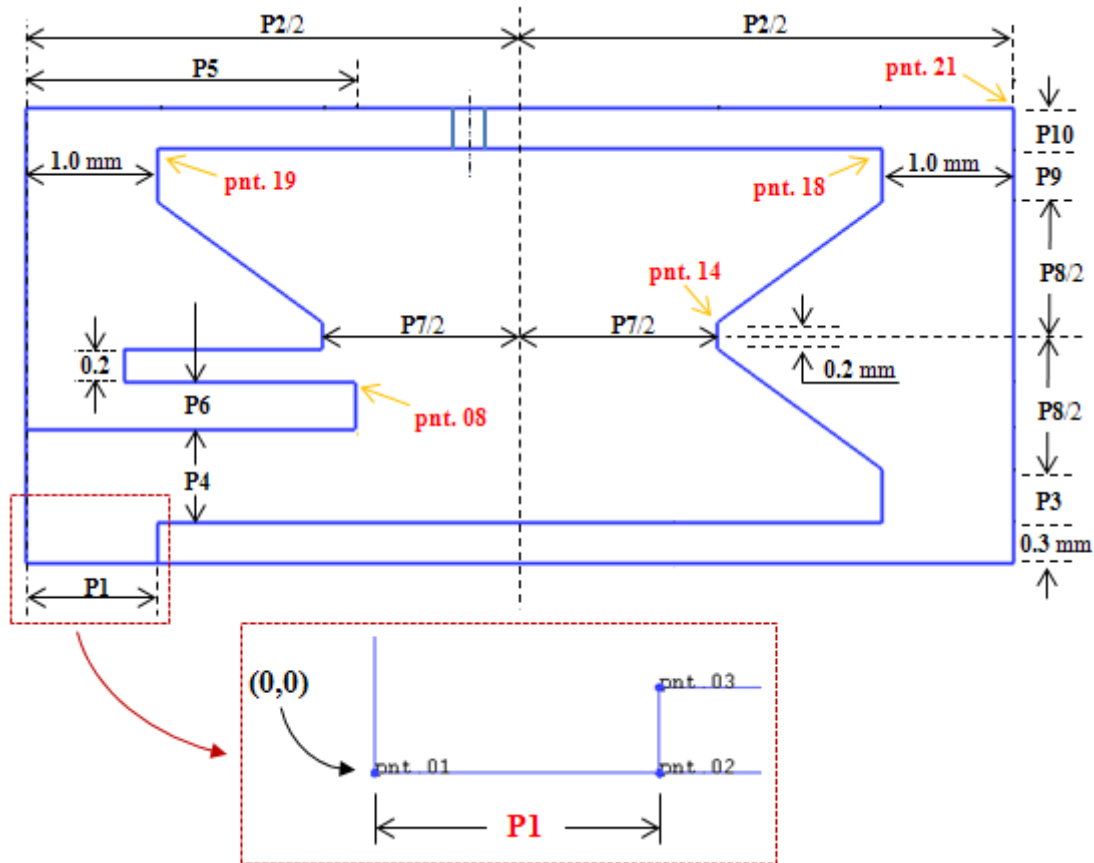 P2/2
P2/2
P5
pnt. 21
P10
1.0 mm
pnt. 19
pnt. 18
1.0 mm
P9
pnt. 14
P8/2
P7/2
P7/2
0.2
0.2 mm
P6
pnt. 08
P8/2
P4
P3
0.3 mm
P1
(0,0)
pnt.03
pnt.01
pnt.02
P1